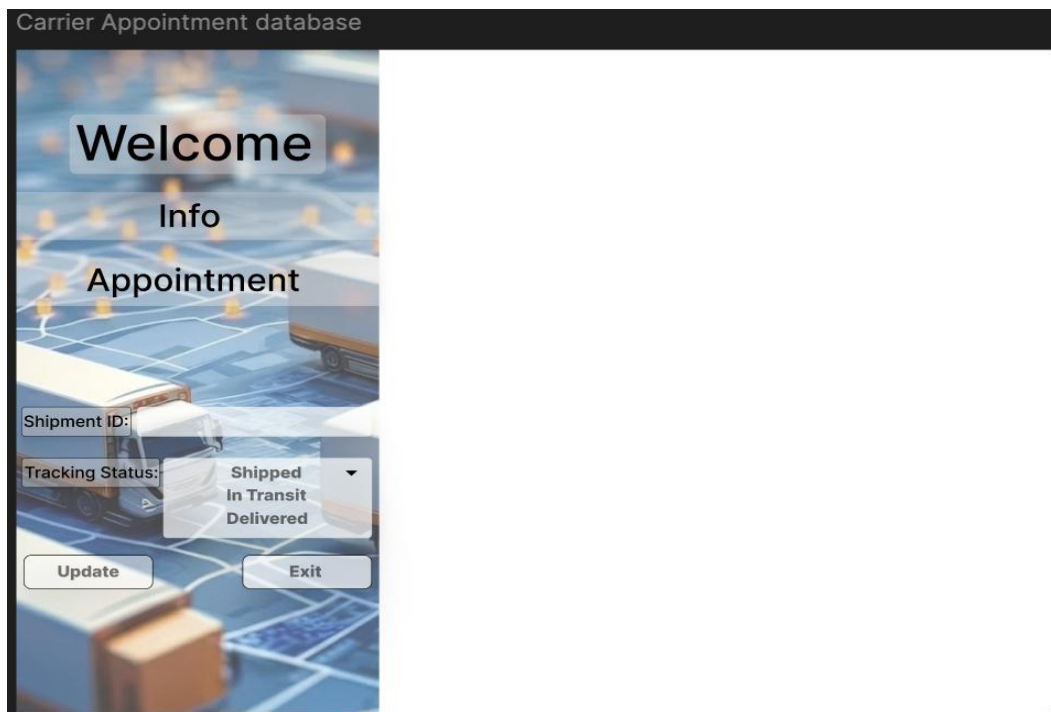 Carrier Appointment database
Welcome
Info
Appointment
Shipment ID:
Tracking Status: Shipped
In Transit
Delivered
Update Exit